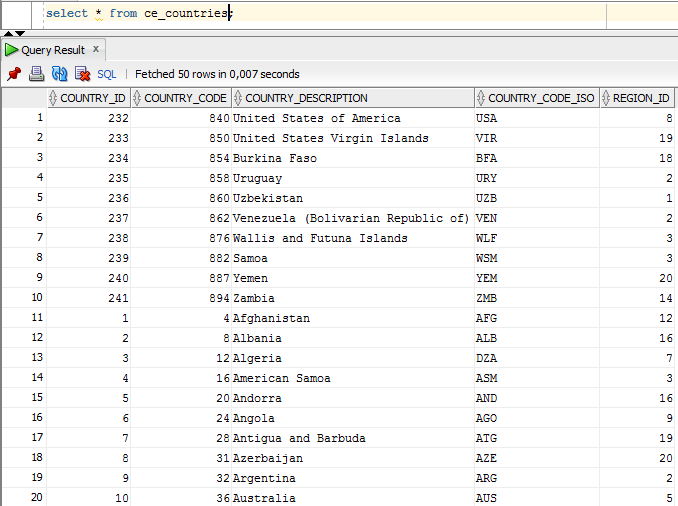 select * from ce_countries;
Query Result x
SQL | Fetched 50 rows in 0,007 seconds
COUNTRY_ID COUNTRY_CODE COUNTRY_DESCRIPTION COUNTRY_CODE_ISO REGION_ID
1 232 840 United States of America USA 8
2 233 850 United States Virgin Islands VIR 19
3 234 854 Burkina Faso BFA 18
4 235 858 Uruguay URY 2
5 236 860 Uzbekistan UZB 1
6 237 862 Venezuela (Bolivarian Republic of) VEN 2
7 238 876 Wallis and Futuna Islands WLF 3
8 239 882 Samoa WSM 3
9 240 887 Yemen YEM 20
10 241 894 Zambia ZMB 14
11 1 4 Afghanistan AFG 12
12 2 8 Albania ALB 16
13 3 12 Algeria DZA 7
14 4 16 American Samoa ASM 3
15 5 20 Andorra AND 16
16 6 24 Angola AGO 9
17 7 28 Antigua and Barbuda ATG 19
18 8 31 Azerbaijan AZE 20
19 9 32 Argentina ARG 2
20 10 36 Australia AUS 5